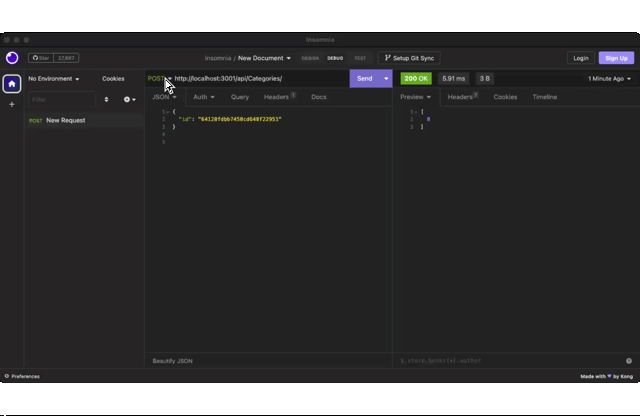 Insomnia
Star 27,887
Insomnia / New Document
DESIGN DEBUG TEST
Setup Git Sync
Login Sign Up
No Environment Cookies
POST http://localhost:3001/api/Categories/ Send
200 OK 5.91 ms 3 B 1 Minute Ago
Filter
JSON Auth Query Headers 1 Docs
Preview Headers Cookies Timeline
POST New Request
1 {
2 "id": "64128fdbb7458cd648f22953"
3 }
4
5
1 [
2 0
3 ]
Beautify JSON
$.store.books[*].author
Preferences
Made with ♥ by Kong